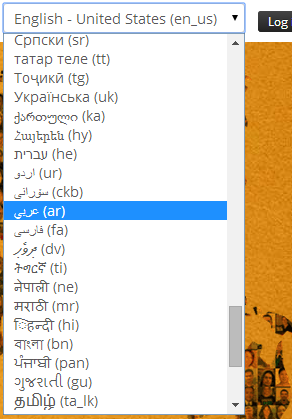 English - United States (en_us)
Log
Српски (sr)
татар теле (tt)
Тоҷикӣ (tg)
Українська (uk)
ქართული (ka)
Հայերեն (hy)
עברית (he)
اردو (ur)
سۆرانی (ckb)
عربي (ar)
فارسی (fa)
ދިވެހި (dv)
ትግርኛ (ti)
नेपाली (ne)
मराठी (mr)
हिन्दी (hi)
বাংলা (bn)
ਪੰਜਾਬੀ (pan)
ગુજરાતી (gu)
தமிழ் (ta_lk)